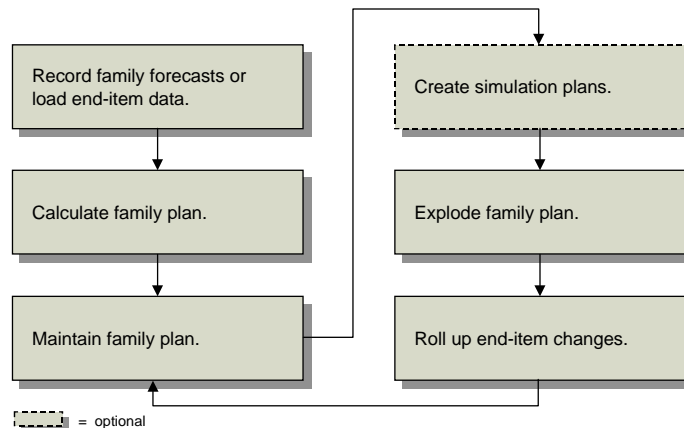 Record family forecasts or
load end-item data.
Calculate family plan.
Maintain family plan.
Create simulation plans.
Explode family plan.
Roll up end-item changes.
= optional